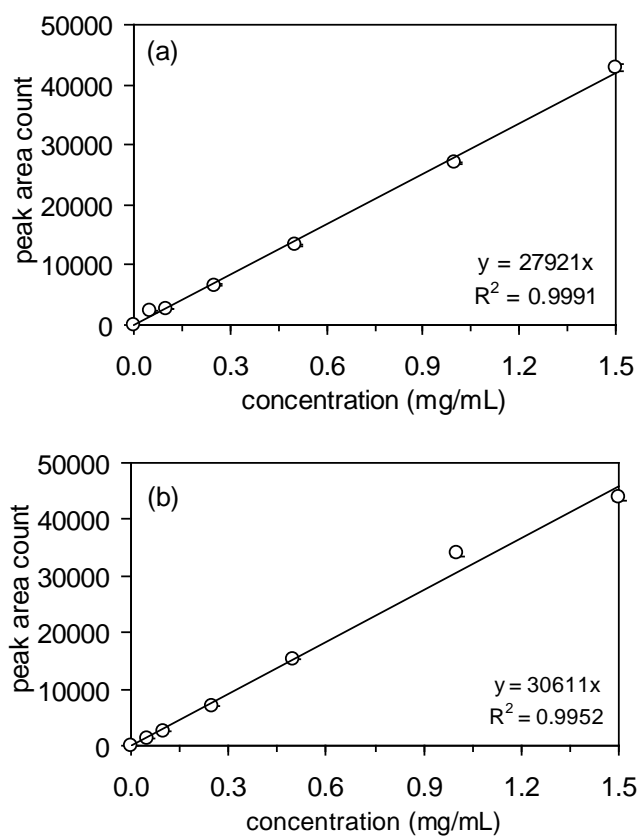 (a)
50000
40000
30000
20000
10000
0
peak area count
y = 27921x
R² = 0.9991
0.0 0.3 0.6 0.9 1.2 1.5
concentration (mg/mL)
(b)
50000
40000
30000
20000
10000
0
peak area count
y = 30611x
R² = 0.9952
0.0 0.3 0.6 0.9 1.2 1.5
concentration (mg/mL)